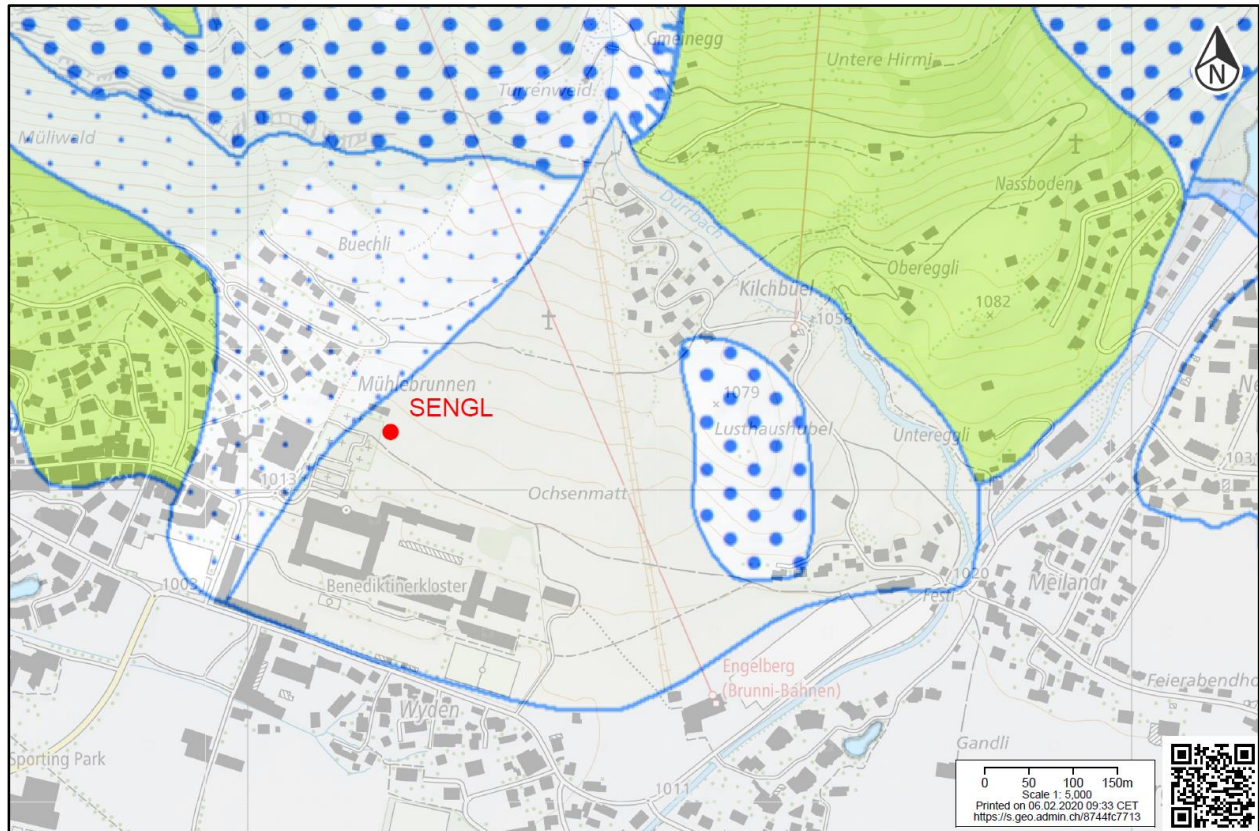 Gmeinegg
Untere Hirmi
N
Turrenweid
Müliwald
Nassboden
Dürrbach
Buechli
Obereggli
Kilchbüel
1082
1058
Mühlebrunnen
1079
SENGL
Lusthaushubel
Untereggli
1013
Ochsenmatt
1003
Benediktinerkloster
1020
Meiland
Festi
Engelberg
(Brunni-Bahnen)
Wyden
Feierabendho
Gandli
Sporting Park
1011
0 50 100 150m
Scale 1: 5,000
Printed on 06.02.2020 09:33 CET
https://s.geo.admin.ch/8744fc7713